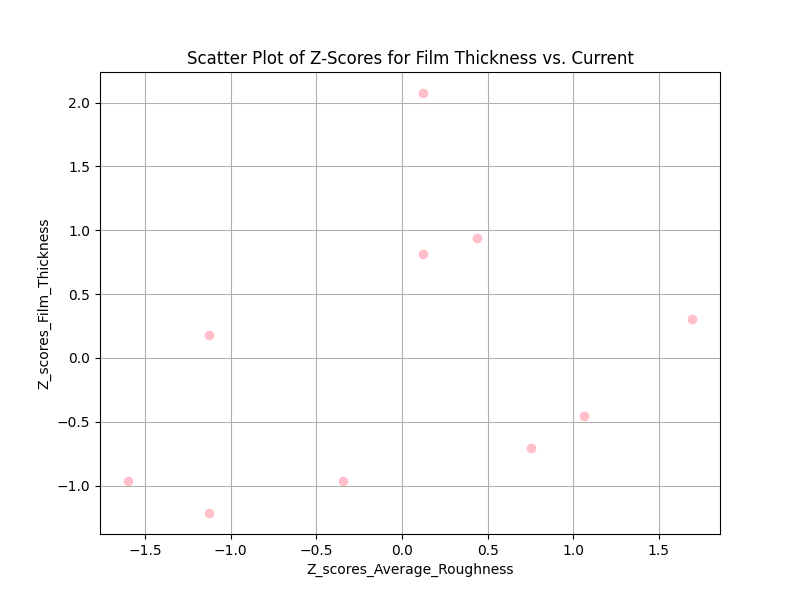 Scatter Plot of Z-Scores for Film Thickness vs. Current
2.0
1.5
1.0
0.5
0.0
−0.5
−1.0
Z_scores_Film_Thickness
−1.5 −1.0 −0.5 0.0 0.5 1.0 1.5
Z_scores_Average_Roughness